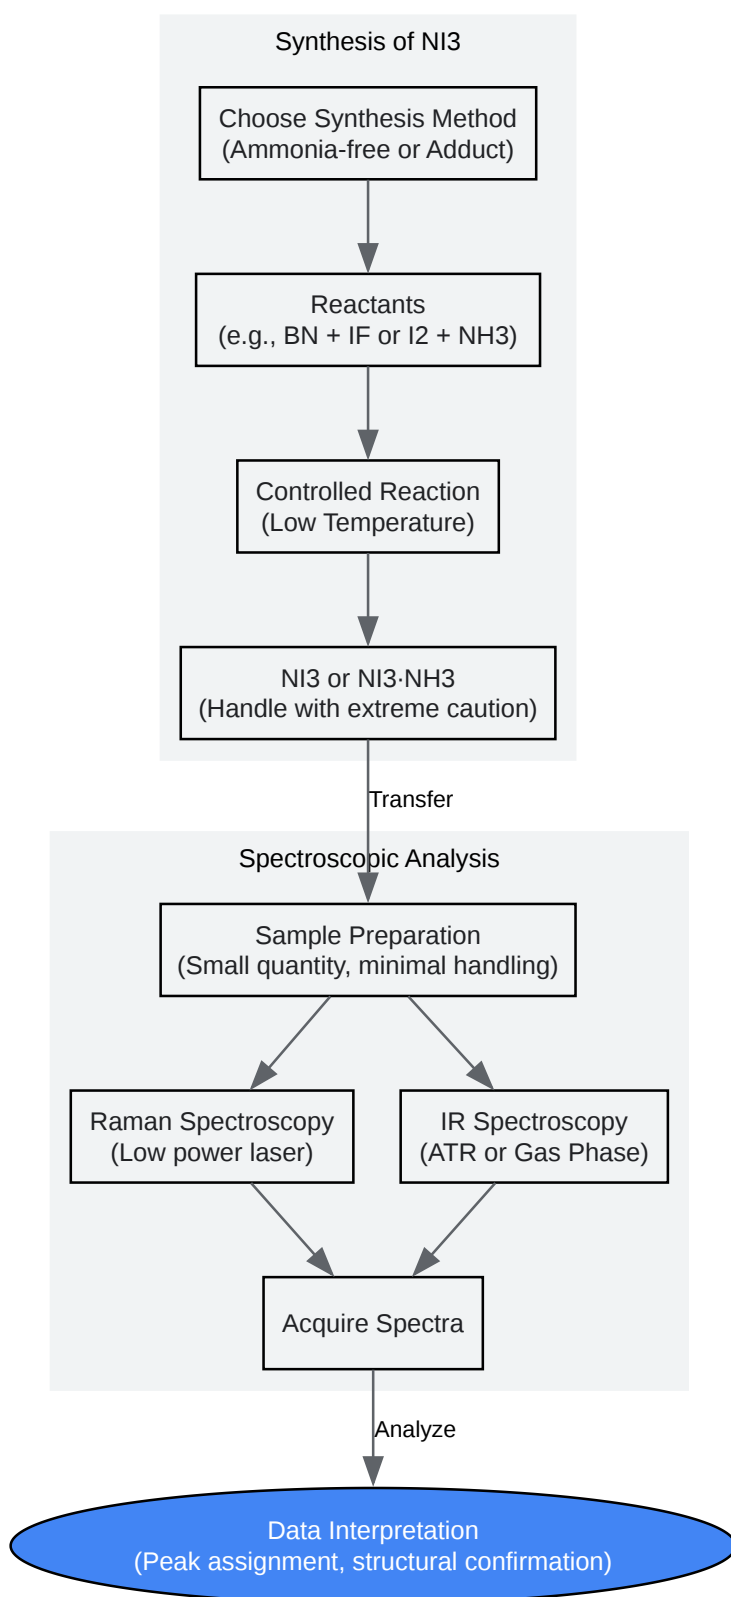 Synthesis of NI3
Choose Synthesis Method
(Ammonia-free or Adduct)
Reactants
(e.g., BN + IF or I2 + NH3)
Controlled Reaction
(Low Temperature)
NI3 or NI3·NH3
(Handle with extreme caution)
Transfer
Spectroscopic Analysis
Sample Preparation
(Small quantity, minimal handling)
Raman Spectroscopy
(Low power laser)
IR Spectroscopy
(ATR or Gas Phase)
Acquire Spectra
Analyze
Data Interpretation
(Peak assignment, structural confirmation)